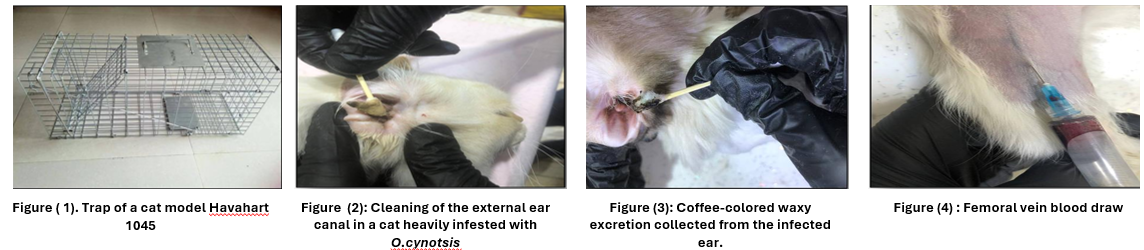 Figure ( 1). Trap of a cat model Havahart
1045
Figure (2): Cleaning of the external ear
canal in a cat heavily infested with
O.cynotsis
Figure (3): Coffee-colored waxy
excretion collected from the infected
ear.
Figure (4) : Femoral vein blood draw